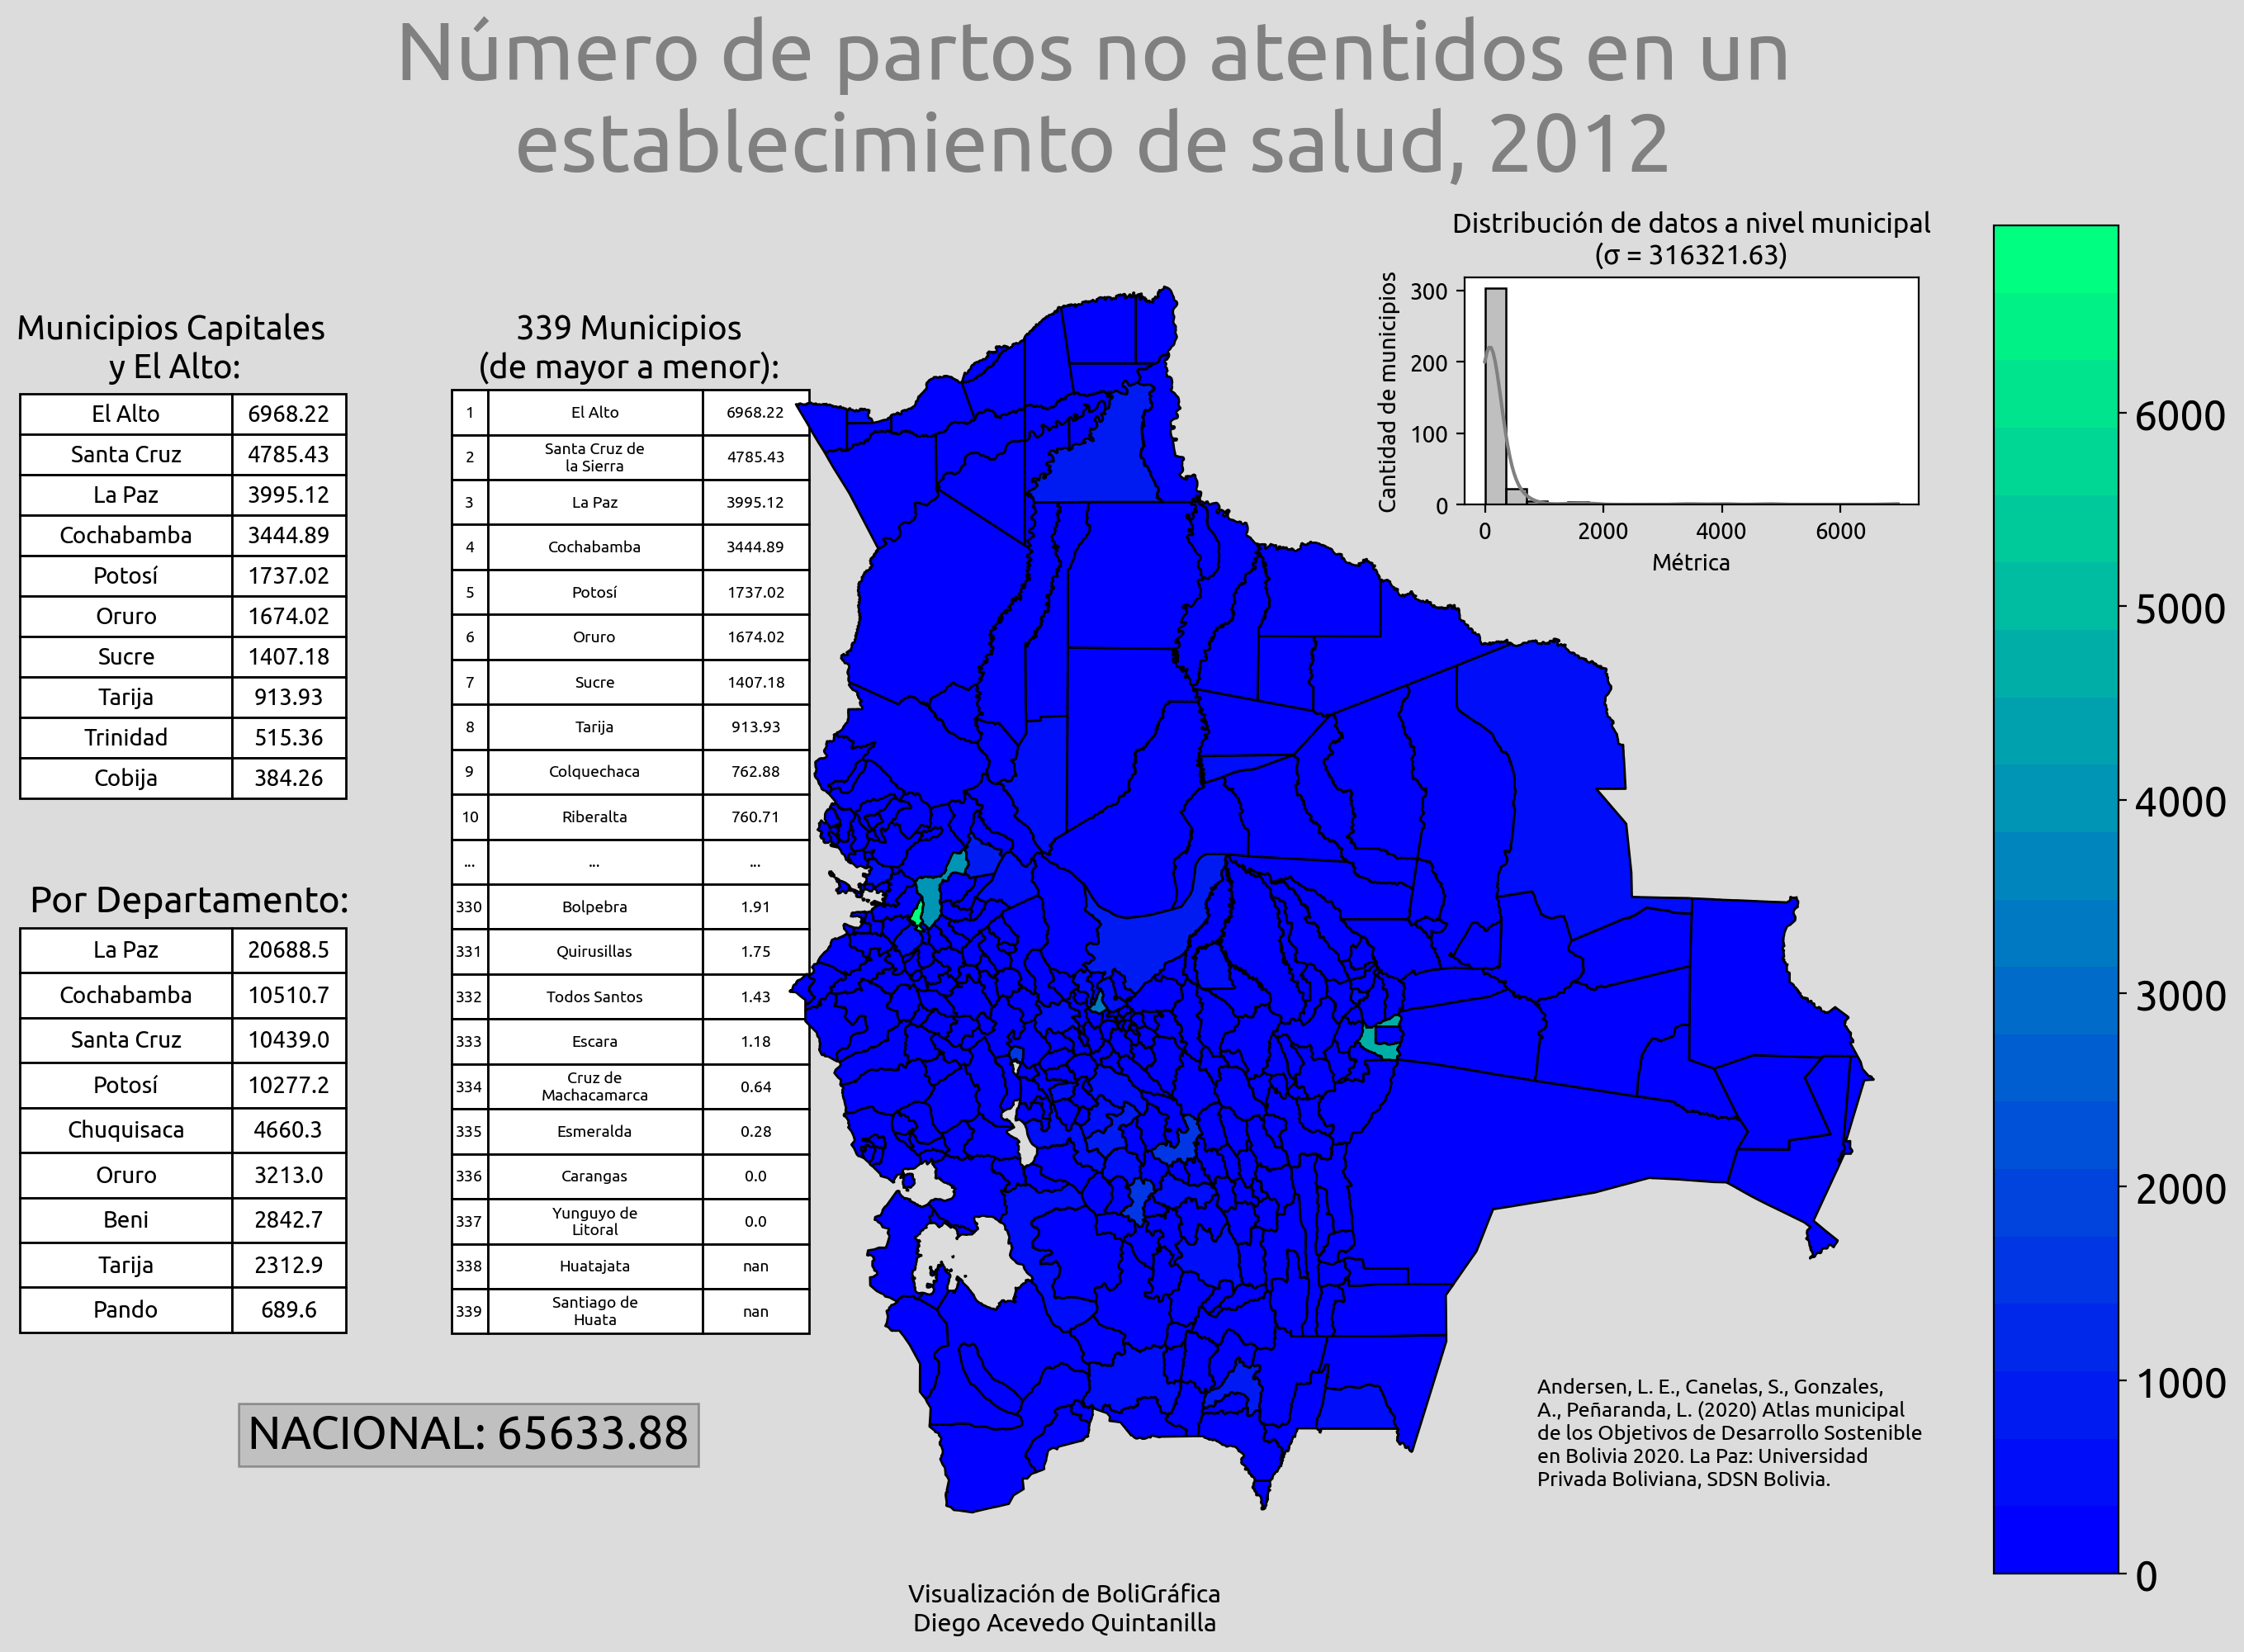 Número de partos no atentidos en un
establecimiento de salud, 2012
Municipios Capitales
y El Alto:
El Alto 6968.22
Santa Cruz 4785.43
La Paz 3995.12
Cochabamba 3444.89
Potosí 1737.02
Oruro 1674.02
Sucre 1407.18
Tarija 913.93
Trinidad 515.36
Cobija 384.26
Por Departamento:
La Paz 20688.5
Cochabamba 10510.7
Santa Cruz 10439.0
Potosí 10277.2
Chuquisaca 4660.3
Oruro 3213.0
Beni 2842.7
Tarija 2312.9
Pando 689.6
NACIONAL: 65633.88
339 Municipios
(de mayor a menor):
1 El Alto 6968.22
2 Santa Cruz de
la Sierra 4785.43
3 La Paz 3995.12
4 Cochabamba 3444.89
5 Potosí 1737.02
6 Oruro 1674.02
7 Sucre 1407.18
8 Tarija 913.93
9 Colquechaca 762.88
10 Riberalta 760.71
... ... ...
330 Bolpebra 1.91
331 Quirusillas 1.75
332 Todos Santos 1.43
333 Escara 1.18
334 Cruz de
Machacamarca 0.64
335 Esmeralda 0.28
336 Carangas 0.0
337 Yunguyo de
Litoral 0.0
338 Huatajata nan
339 Santiago de
Huata nan
Distribución de datos a nivel municipal
(σ = 316321.63)
Cantidad de municipios
300
200
100
0
0 2000 4000 6000
Métrica
6000
5000
4000
3000
2000
1000
0
Andersen, L. E., Canelas, S., Gonzales,
A., Peñaranda, L. (2020) Atlas municipal
de los Objetivos de Desarrollo Sostenible
en Bolivia 2020. La Paz: Universidad
Privada Boliviana, SDSN Bolivia.
Visualización de BoliGráfica
Diego Acevedo Quintanilla